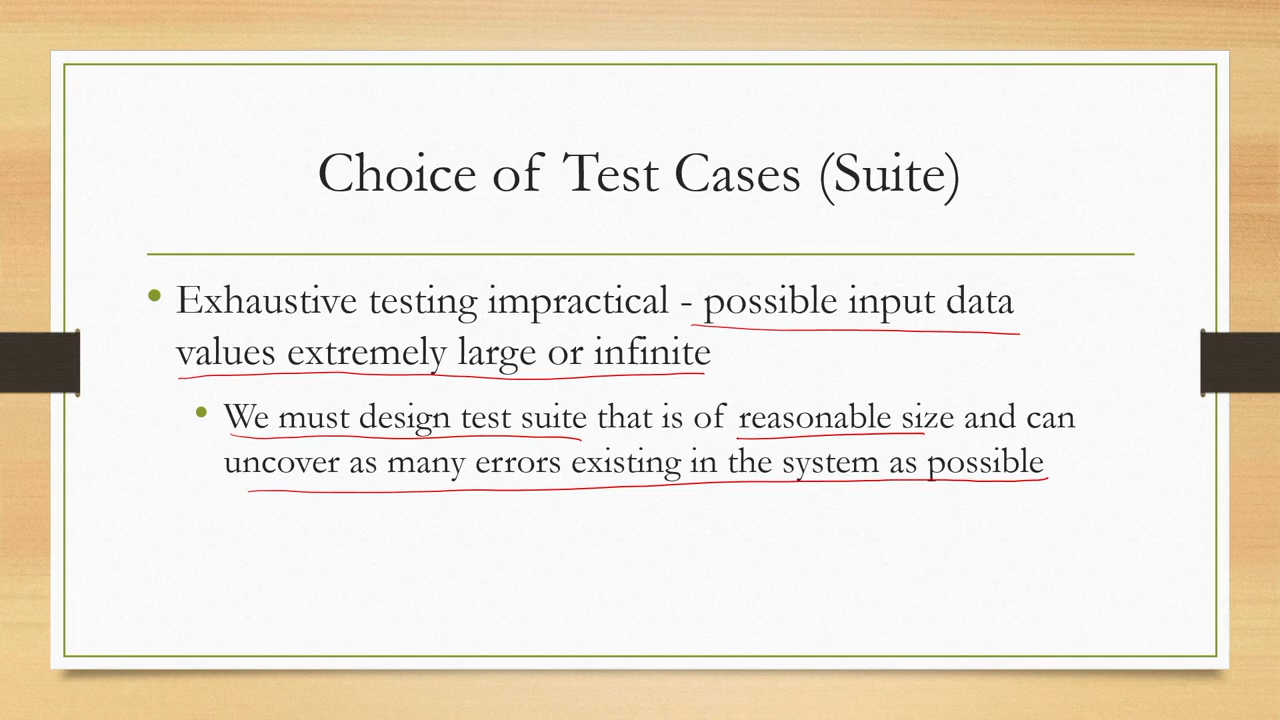 Choice of Test Cases (Suite)
• Exhaustive testing impractical - possible input data
values extremely large or infinite
• We must design test suite that is of reasonable size and can
uncover as many errors existing in the system as possible